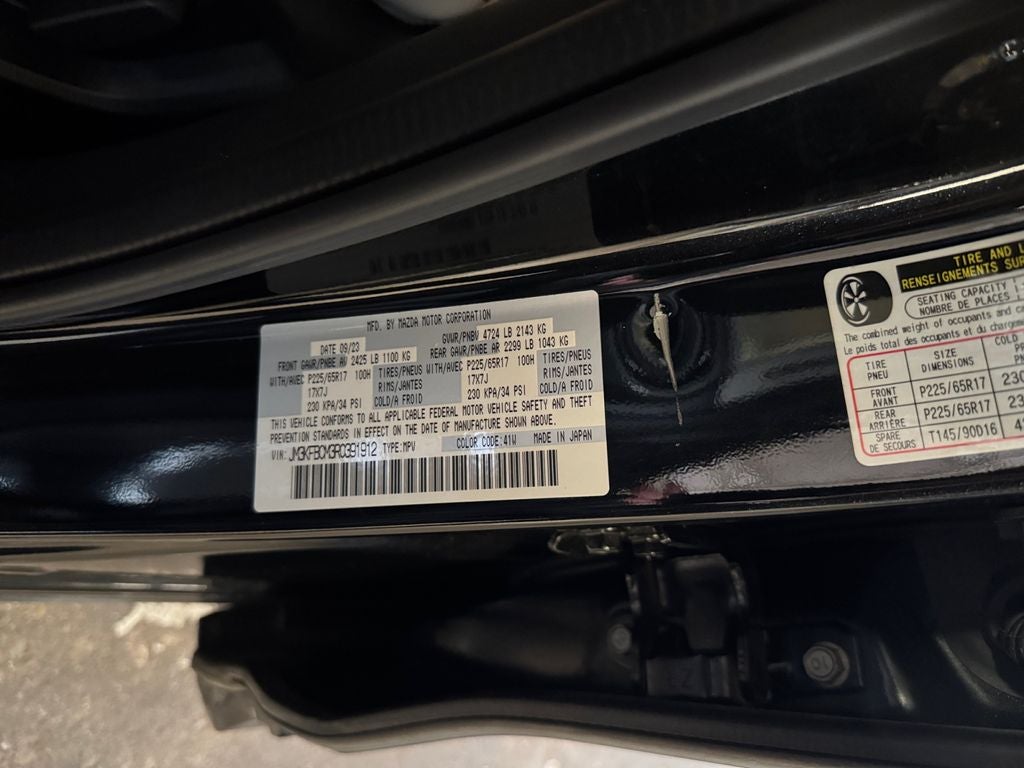 MFD. BY MAZDA MOTOR CORPORATION
DATE 09/23
GVWR/PNBV 4724 LB 2143 KG
FRONT GAWR/PNBE AV 2425 LB 1100 KG
REAR GAWR/PNBE AR 2299 LB 1043 KG
WITH/AVEC P225/65R17 100H TIRES/PNEUS
17X7J RIMS/JANTES
230 KPA/34 PSI COLD/A FROID
WITH/AVEC P225/65R17 100H TIRES/PNEUS
17X7J RIMS/JANTES
230 KPA/34 PSI COLD/A FROID
THIS VEHICLE CONFORMS TO ALL APPLICABLE FEDERAL MOTOR VEHICLE SAFETY AND THEFT
PREVENTION STANDARDS IN EFFECT ON THE DATE OF MANUFACTURE SHOWN ABOVE.
VIN: JM3KFBCM3R0391912 TYPE:MPV COLOR CODE:41W MADE IN JAPAN
TIRE AND
RENSEIGNEMENTS SUR
SEATING CAPACITY
NOMBRE DE PLACES
The combined weight of occupants and
Le poids total des occupants et du
TIRE PNEU
SIZE DIMENSIONS
COLD
FRONT AVANT P225/65R17
REAR ARRIÈRE P225/65R17
SPARE DE SECOURS T145/90D16
10